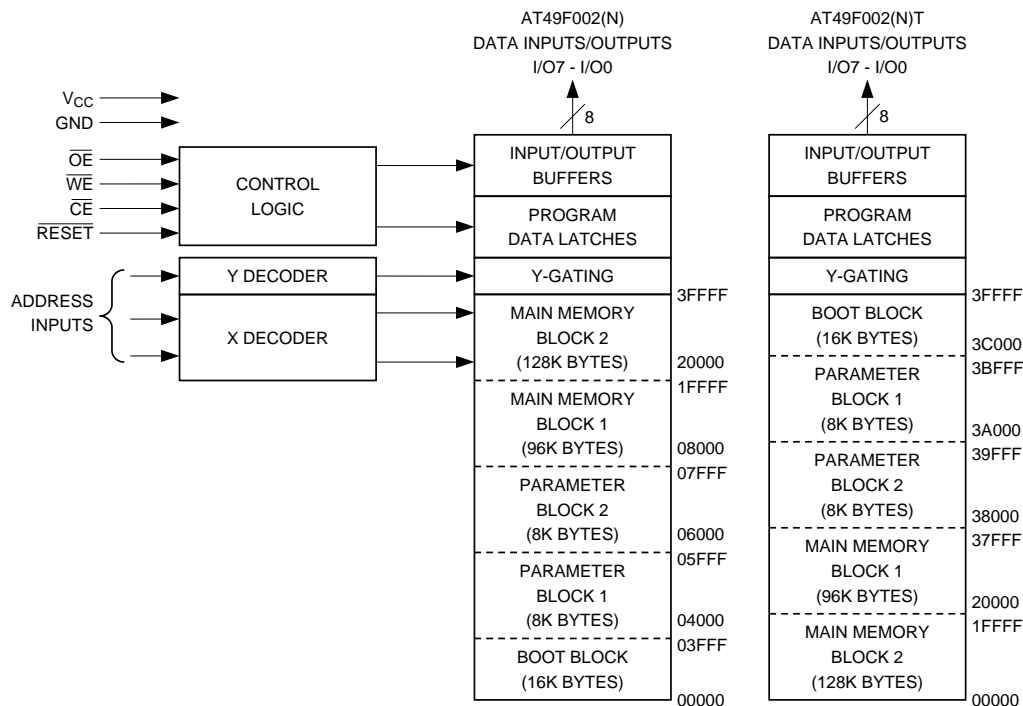 AT49F002(N)
DATA INPUTS/OUTPUTS
I/O7 - I/O0
8
AT49F002(N)T
DATA INPUTS/OUTPUTS
I/O7 - I/O0
8
VCC
GND
OE
WE
CE
RESET
ADDRESS
INPUTS
CONTROL
LOGIC
Y DECODER
X DECODER
INPUT/OUTPUT
BUFFERS
PROGRAM
DATA LATCHES
Y-GATING
3FFFF
MAIN MEMORY
BLOCK 2
(128K BYTES)
20000
1FFFF
MAIN MEMORY
BLOCK 1
(96K BYTES)
08000
07FFF
PARAMETER
BLOCK 2
(8K BYTES)
06000
05FFF
PARAMETER
BLOCK 1
(8K BYTES)
04000
03FFF
BOOT BLOCK
(16K BYTES)
00000
INPUT/OUTPUT
BUFFERS
PROGRAM
DATA LATCHES
Y-GATING
3FFFF
BOOT BLOCK
(16K BYTES)
3C000
3BFFF
PARAMETER
BLOCK 1
(8K BYTES)
3A000
39FFF
PARAMETER
BLOCK 2
(8K BYTES)
38000
37FFF
MAIN MEMORY
BLOCK 1
(96K BYTES)
20000
1FFFF
MAIN MEMORY
BLOCK 2
(128K BYTES)
00000